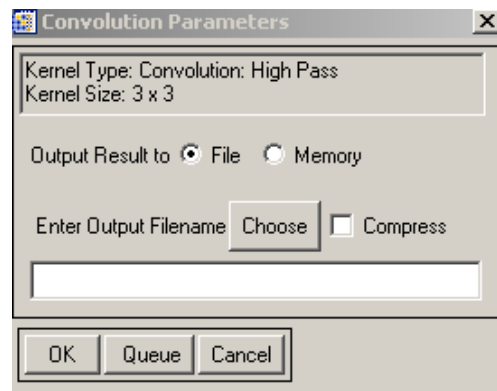 Convolution Parameters
Kernel Type: Convolution: High Pass
Kernel Size: 3 x 3
Output Result to File Memory
Enter Output Filename Choose Compress
OK Queue Cancel